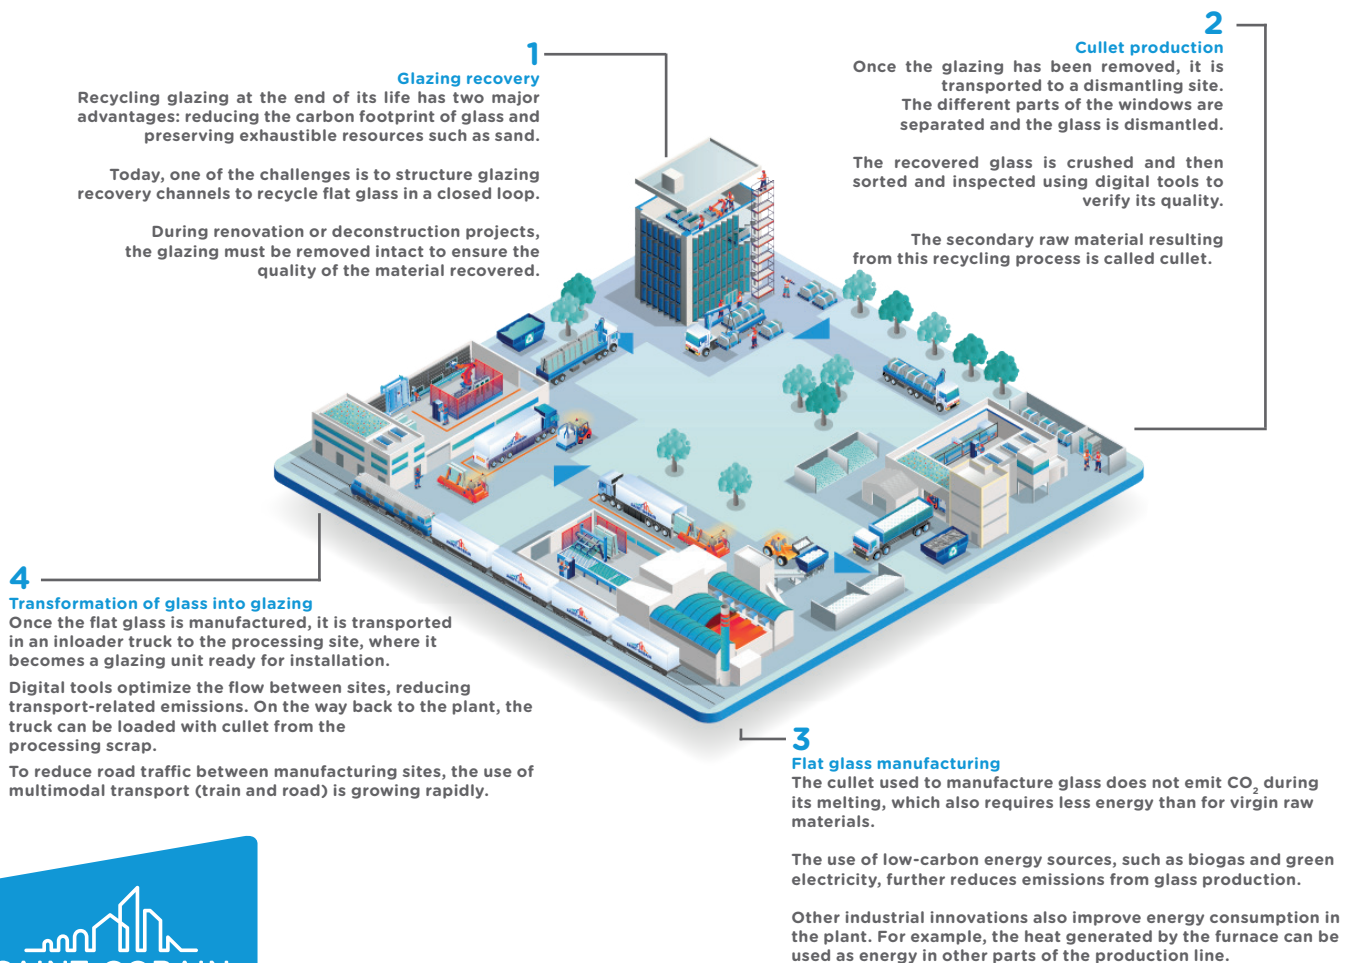 1
Glazing recovery
Recycling glazing at the end of its life has two major
advantages: reducing the carbon footprint of glass and
preserving exhaustible resources such as sand.
Today, one of the challenges is to structure glazing
recovery channels to recycle flat glass in a closed loop.
During renovation or deconstruction projects,
the glazing must be removed intact to ensure the
quality of the material recovered.
2
Cullet production
Once the glazing has been removed, it is
transported to a dismantling site.
The different parts of the windows are
separated and the glass is dismantled.
The recovered glass is crushed and then
sorted and inspected using digital tools to
verify its quality.
The secondary raw material resulting
from this recycling process is called cullet.
4
Transformation of glass into glazing
Once the flat glass is manufactured, it is transported
in an inloader truck to the processing site, where it
becomes a glazing unit ready for installation.
Digital tools optimize the flow between sites, reducing
transport-related emissions. On the way back to the plant, the
truck can be loaded with cullet from the
processing scrap.
To reduce road traffic between manufacturing sites, the use of
multimodal transport (train and road) is growing rapidly.
3
Flat glass manufacturing
The cullet used to manufacture glass does not emit CO₂ during
its melting, which also requires less energy than for virgin raw
materials.
The use of low-carbon energy sources, such as biogas and green
electricity, further reduces emissions from glass production.
Other industrial innovations also improve energy consumption in
the plant. For example, the heat generated by the furnace can be
used as energy in other parts of the production line.